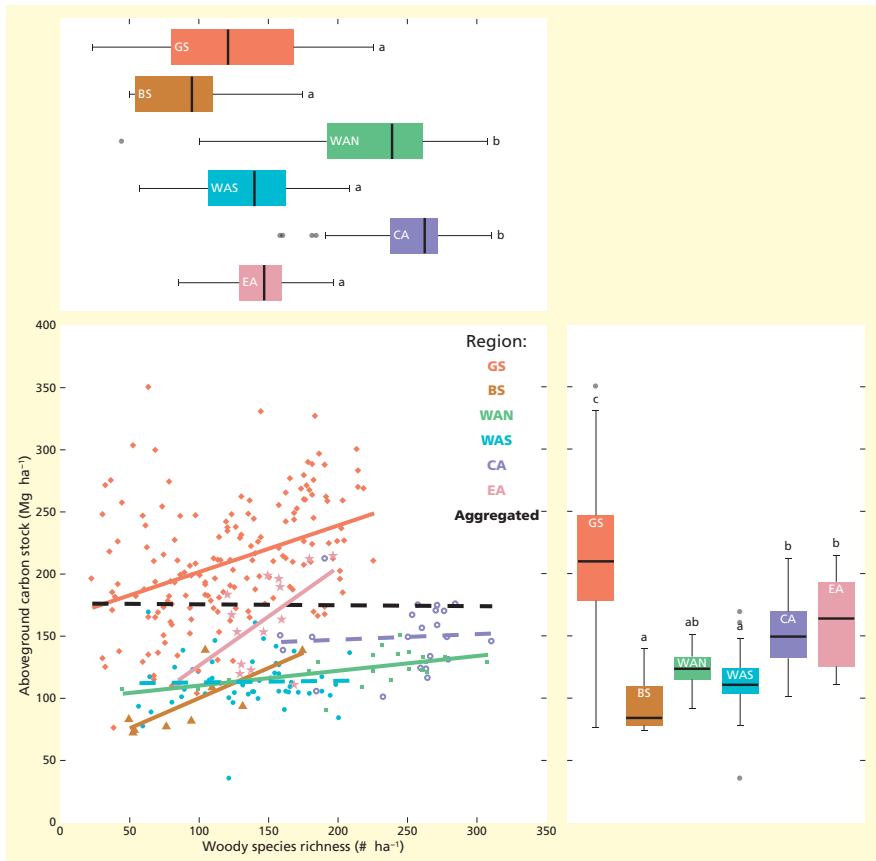 GS
a
BS
a
WAN
b
WAS
a
CA
b
EA
a
400
350
300
250
200
150
100
50
0
Aboveground carbon stock (Mg ha⁻¹)
0 50 100 150 200 250 300 350
Woody species richness (# ha⁻¹)
Region:
GS
BS
WAN
WAS
CA
EA
Aggregated
c
GS
a
BS
ab
WAN
a
WAS
b
CA
b
EA